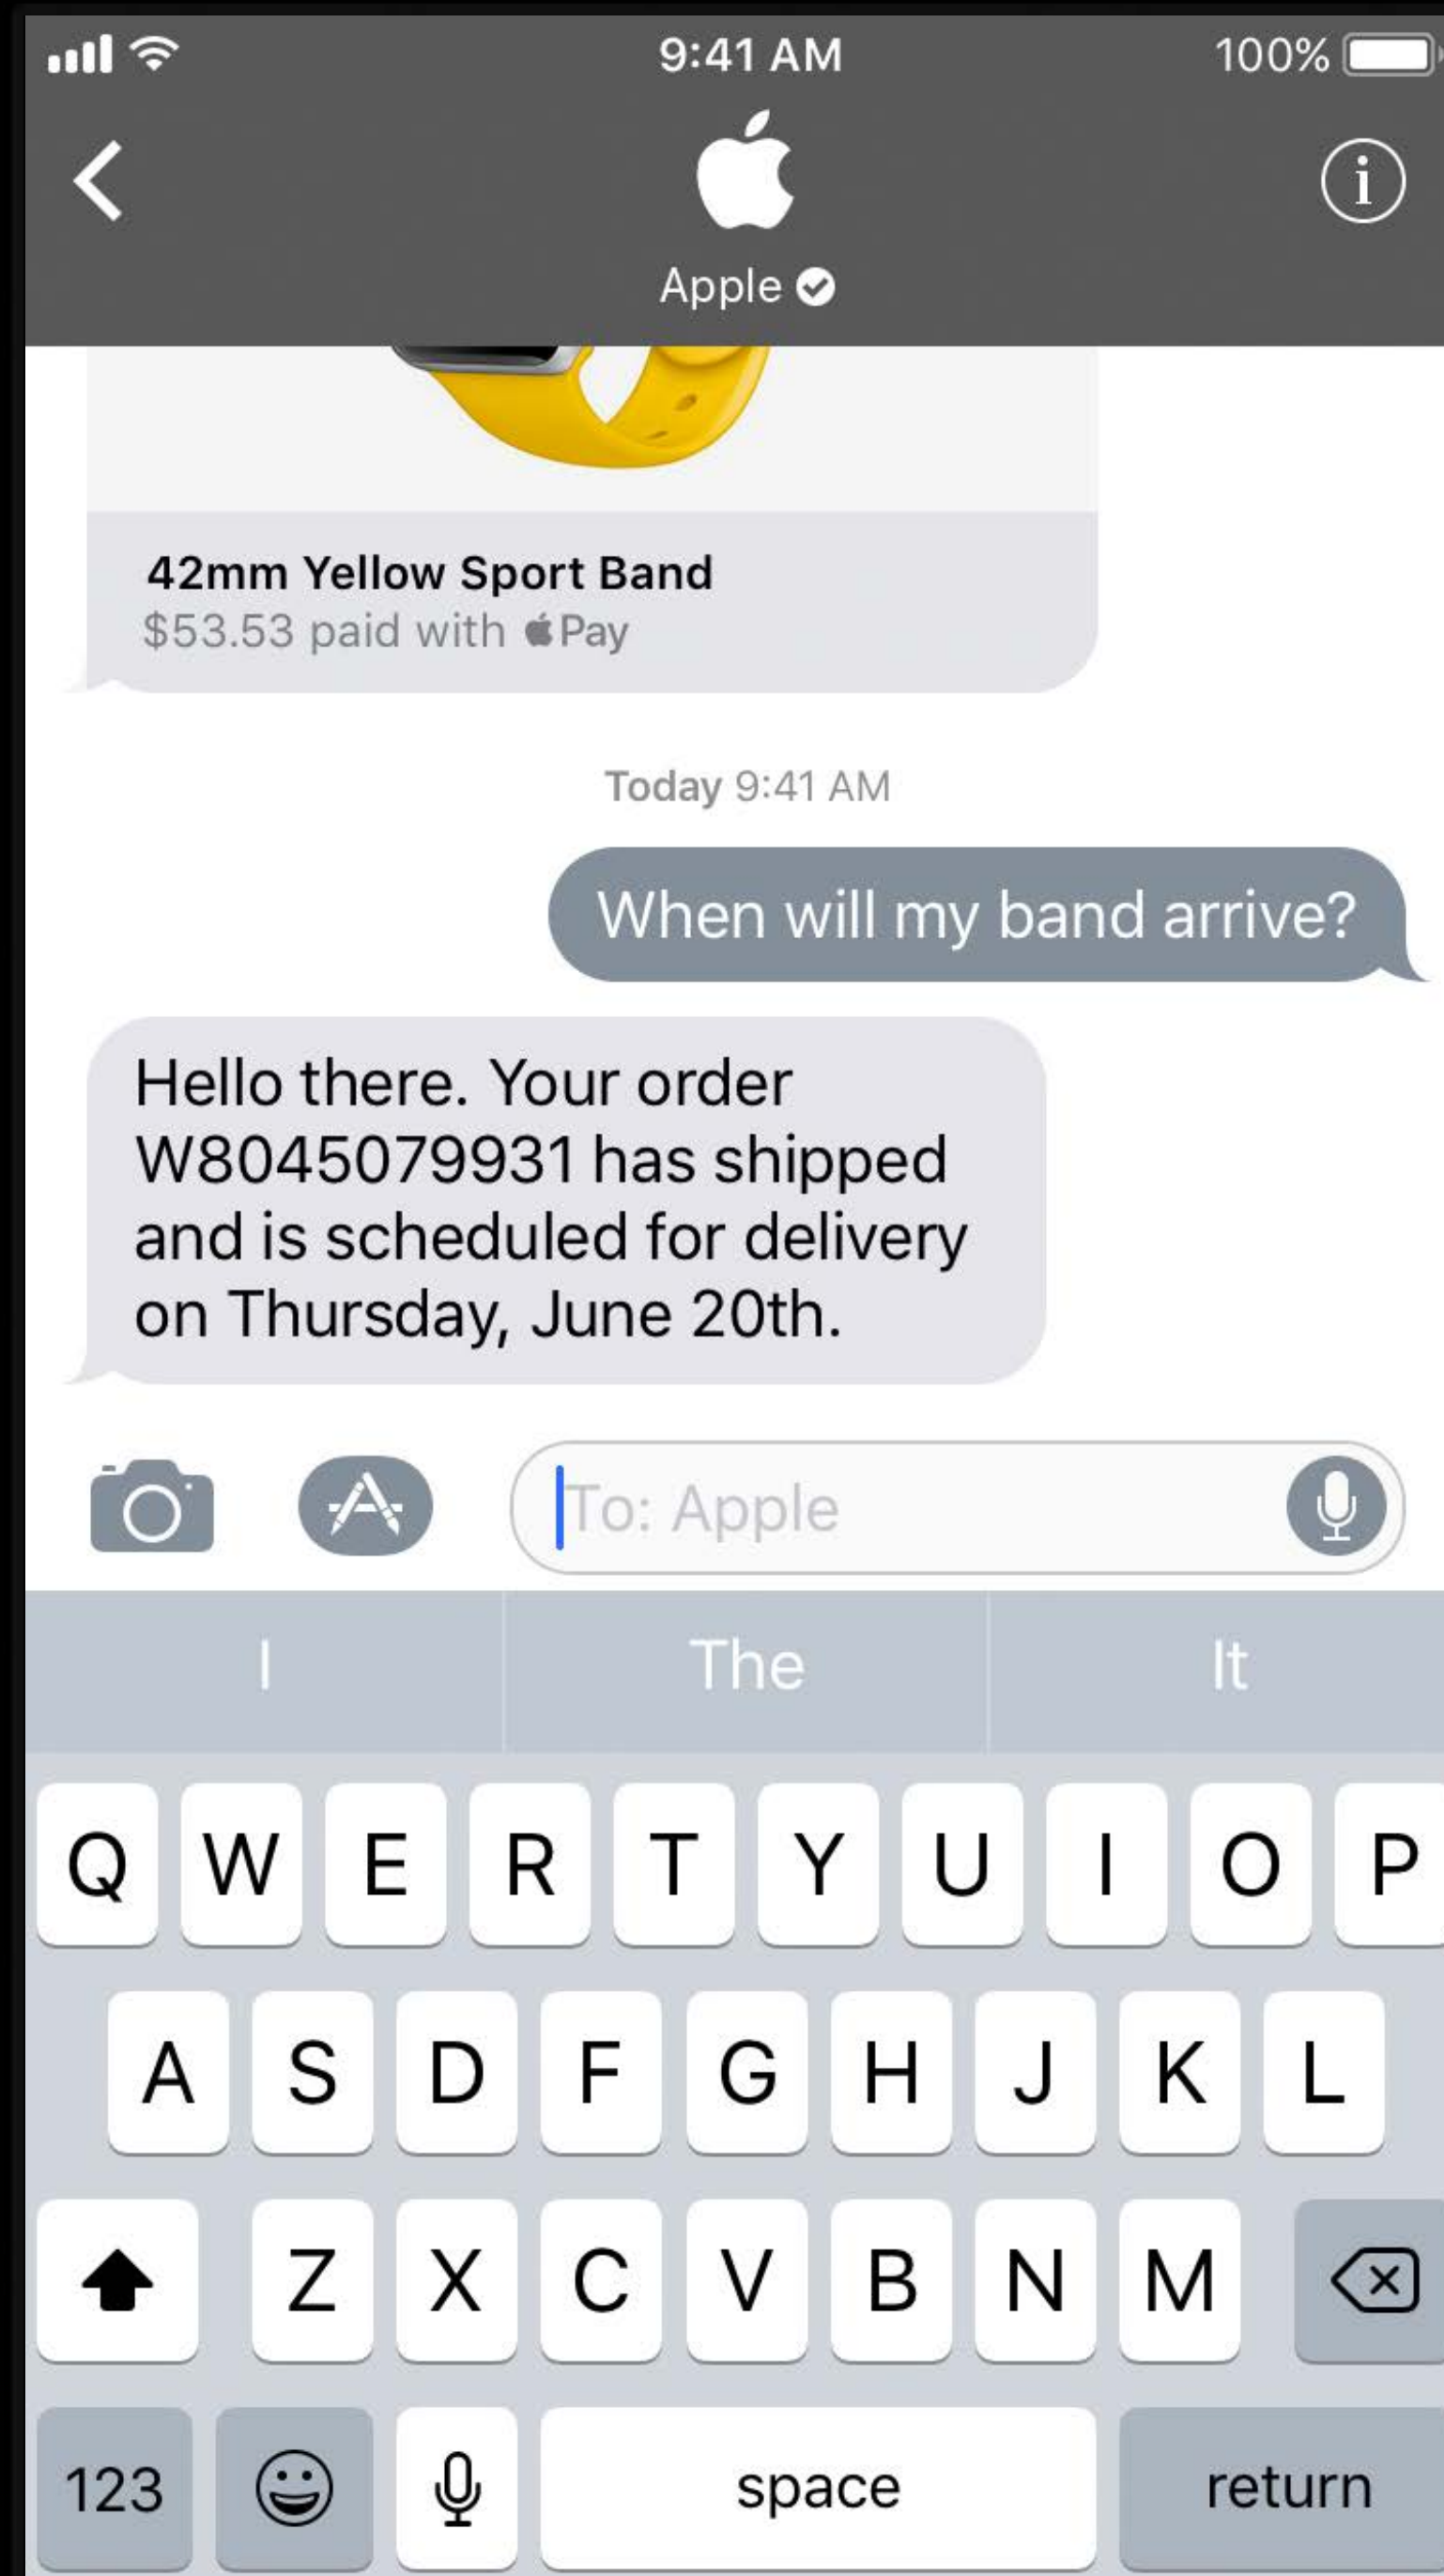 9:41 AM
100%
Apple
42mm Yellow Sport Band
$53.53 paid with Pay
Today 9:41 AM
When will my band arrive?
Hello there. Your order
W8045079931 has shipped
and is scheduled for delivery
on Thursday, June 20th.
To: Apple
I The It
Q W E R T Y U I O P
A S D F G H J K L
Z X C V B N M
123 space return